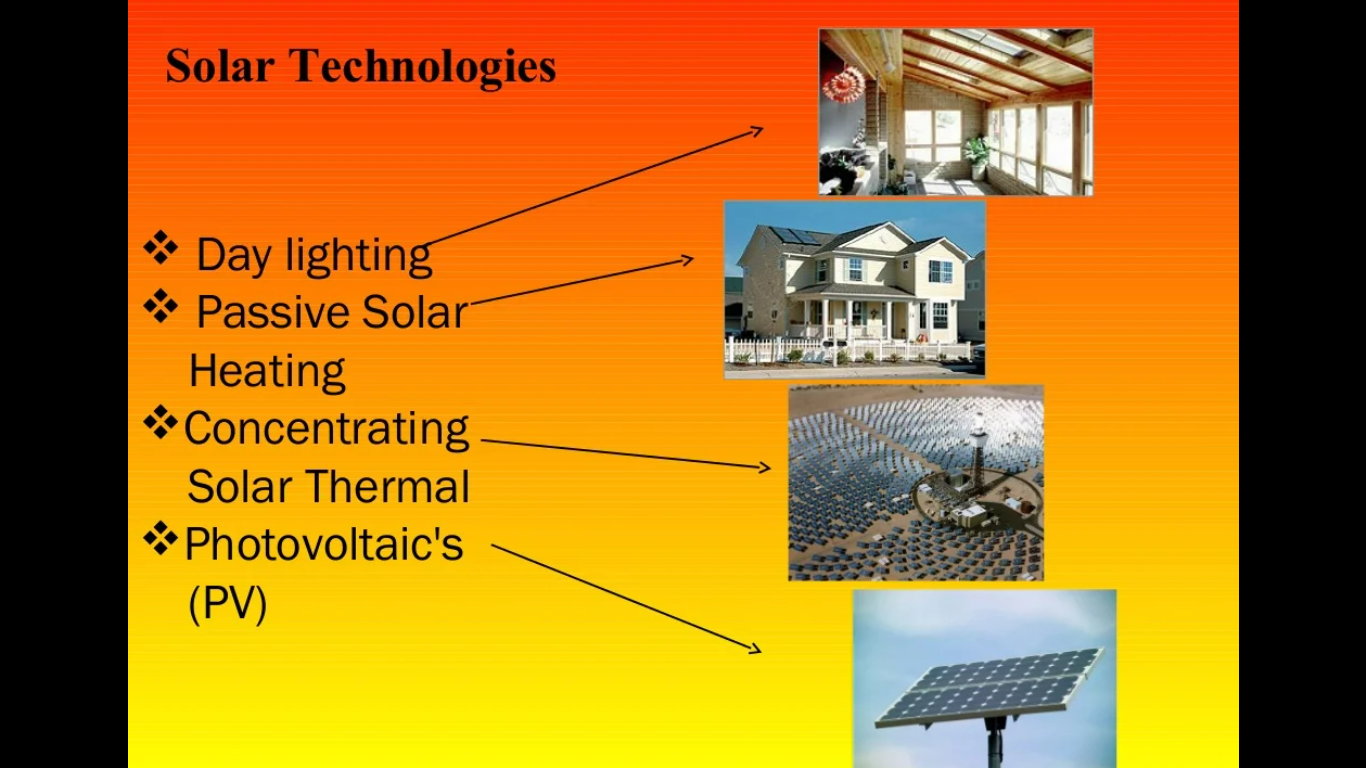 Solar Technologies
Day lighting
Passive Solar
Heating
Concentrating
Solar Thermal
Photovoltaic's
(PV)